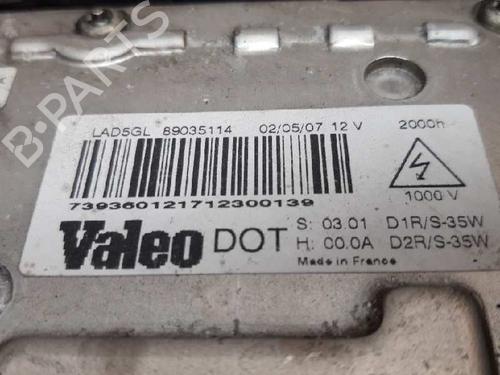 B-PARTS
LAD5GL 89035114 02/05/07 12 V 2000h
739360121712300139
1000 V
Valeo DOT
S: 03.01 D1R/S-35W
H: 00.0A D2R/S-35W
Made in France